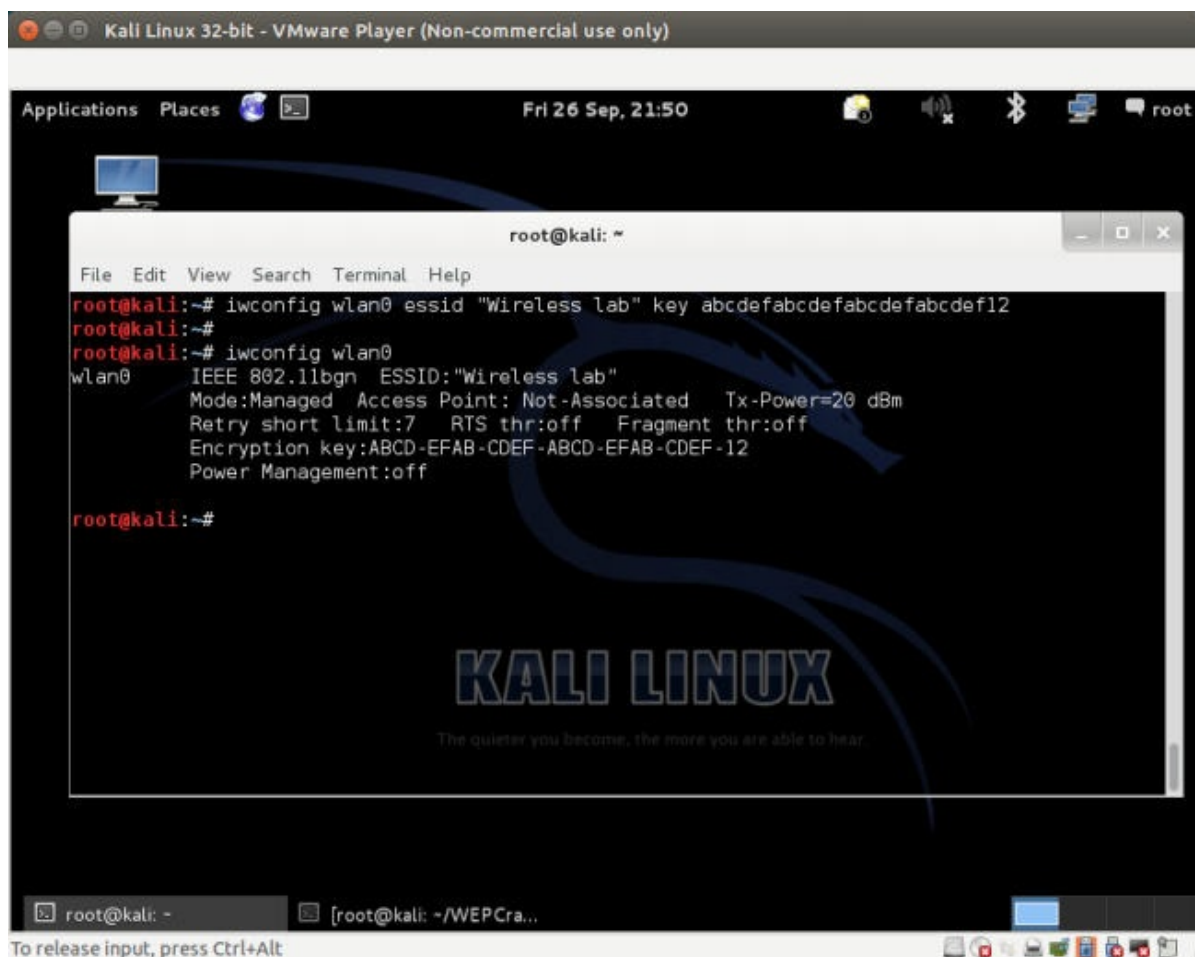 Kali Linux 32-bit - VMware Player (Non-commercial use only)
Applications Places Fri 26 Sep, 21:50 root
root@kali: ~
File Edit View Search Terminal Help
root@kali:~# iwconfig wlan0 essid "Wireless lab" key abcdefabcdefabcdefabcdef12
root@kali:~#
root@kali:~# iwconfig wlan0
wlan0 IEEE 802.11bgn ESSID:"Wireless lab"
Mode:Managed Access Point: Not-Associated Tx-Power=20 dBm
Retry short limit:7 RTS thr:off Fragment thr:off
Encryption key:ABCD-EFAB-CDEF-ABCD-EFAB-CDEF-12
Power Management:off
root@kali:~#
KALI LINUX
The quieter you become, the more you are able to hear.
root@kali: ~ [root@kali: ~/WEPCra...
To release input, press Ctrl+Alt